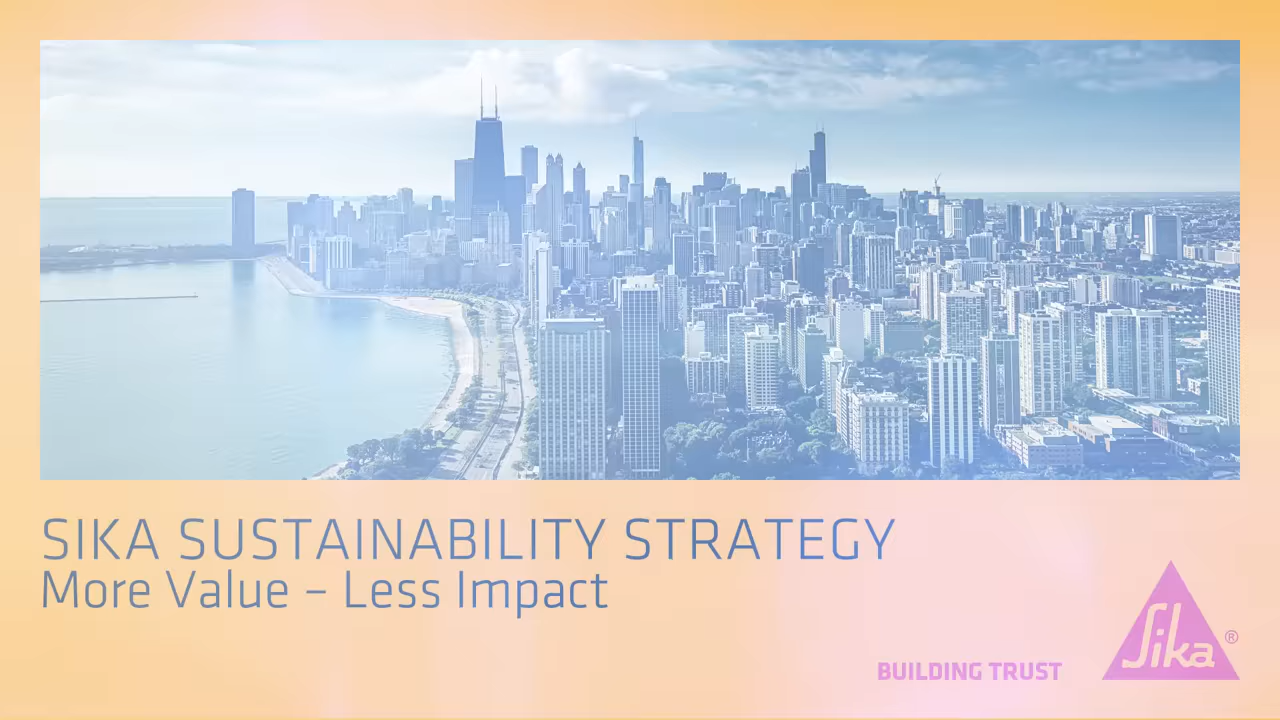 SIKA SUSTAINABILITY STRATEGY
More Value – Less Impact
BUILDING TRUST
Sika®